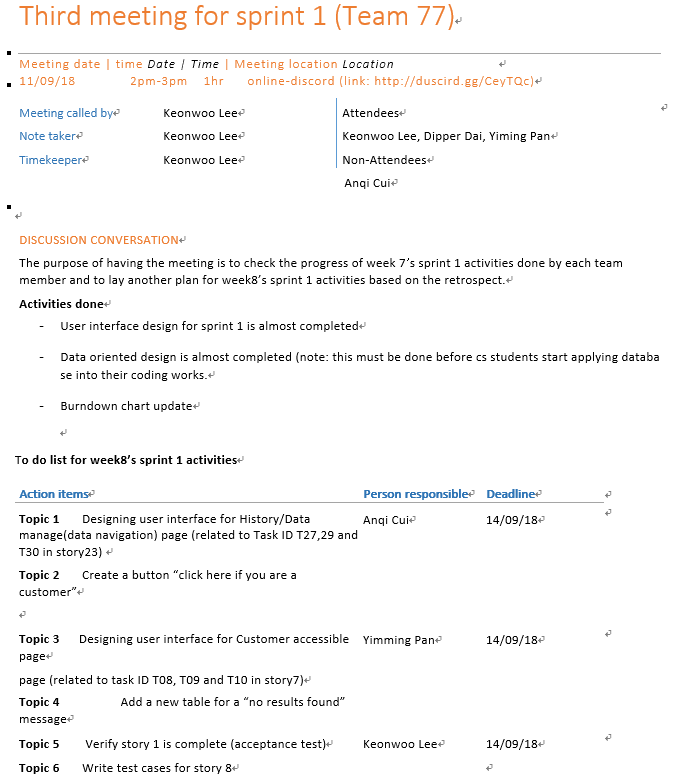 Third meeting for sprint 1 (Team 77)
Meeting date | time Date | Time | Meeting location Location
11/09/18 2pm-3pm 1hr online-discord (link: http://duscird.gg/CeyTQc)
Meeting called by Keonwoo Lee Attendees
Note taker Keonwoo Lee Keonwoo Lee, Dipper Dai, Yiming Pan
Timekeeper Keonwoo Lee Non-Attendees
Anqi Cui
DISCUSSION CONVERSATION
The purpose of having the meeting is to check the progress of week 7’s sprint 1 activities done by each team
member and to lay another plan for week8’s sprint 1 activities based on the retrospect.
Activities done
- User interface design for sprint 1 is almost completed
- Data oriented design is almost completed (note: this must be done before cs students start applying databa
se into their coding works.
- Burndown chart update
To do list for week8’s sprint 1 activities
Action items Person responsible Deadline
Topic 1 Designing user interface for History/Data Anqi Cui 14/09/18
manage(data navigation) page (related to Task ID T27,29 and
T30 in story23)
Topic 2 Create a button “click here if you are a
customer”
Topic 3 Designing user interface for Customer accessible Yimming Pan 14/09/18
page
page (related to task ID T08, T09 and T10 in story7)
Topic 4 Add a new table for a “no results found”
message
Topic 5 Verify story 1 is complete (acceptance test) Keonwoo Lee 14/09/18
Topic 6 Write test cases for story 8